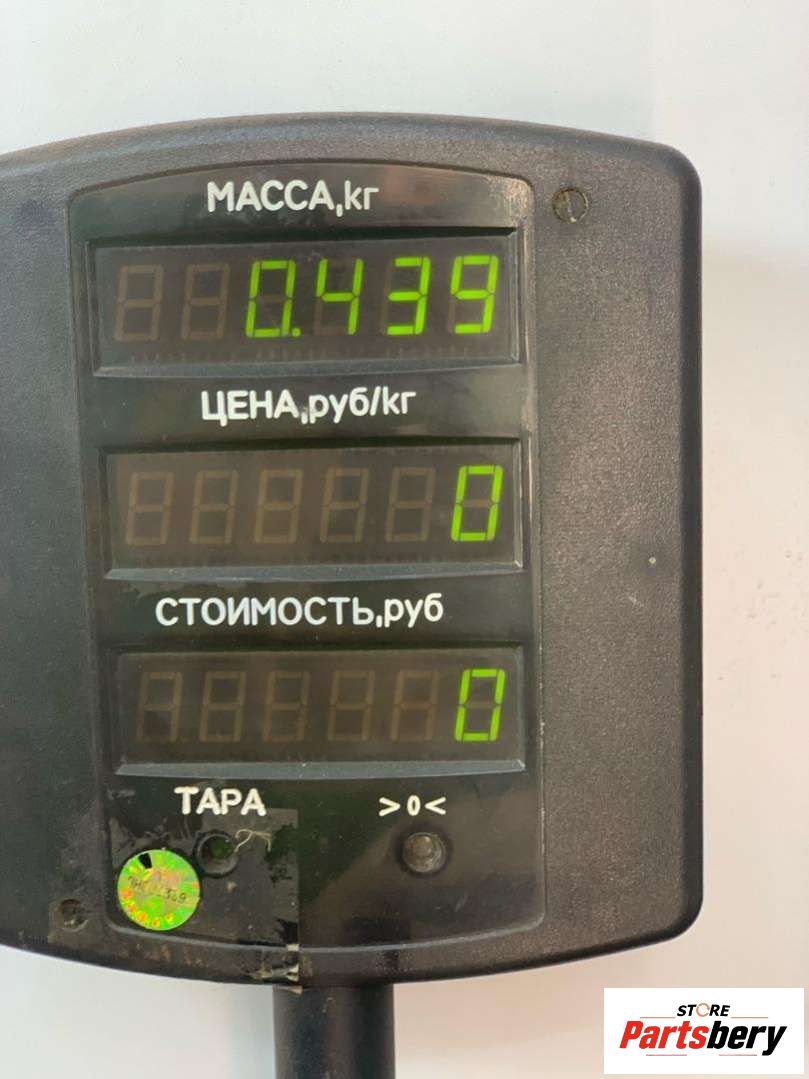 МАССА,кг
0.439
ЦЕНА,руб/кг
0
СТОИМОСТЬ,руб
0
ТАРА >0<
STORE
Partsbery